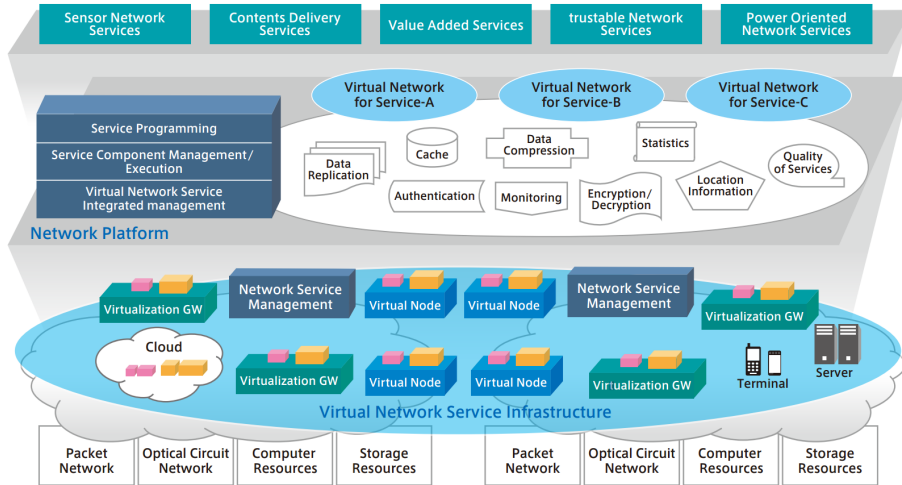 Sensor Network
Services
Contents Delivery
Services
Value Added Services
trustable Network
Services
Power Oriented
Network Services
Virtual Network
for Service-A
Virtual Network
for Service-B
Virtual Network
for Service-C
Service Programming
Service Component Management/
Execution
Virtual Network Service
Integrated management
Data
Replication
Cache
Data
Compression
Statistics
Quality
of Services
Authentication
Monitoring
Encryption/
Decryption
Location
Information
Network Platform
Virtualization GW
Network Service
Management
Virtual Node
Virtual Node
Network Service
Management
Virtualization GW
Cloud
Virtualization GW
Virtual Node
Virtual Node
Virtualization GW
Terminal
Server
Virtual Network Service Infrastructure
Packet
Network
Optical Circuit
Network
Computer
Resources
Storage
Resources
Packet
Network
Optical Circuit
Network
Computer
Resources
Storage
Resources